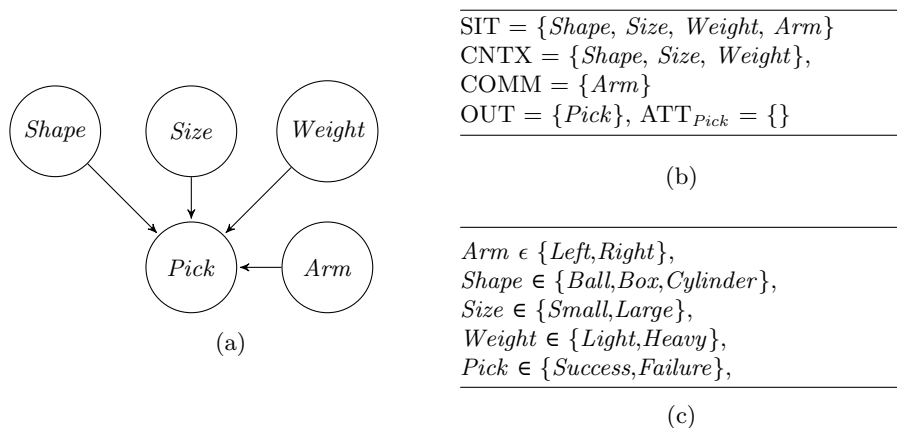 Shape
Size
Weight
Pick
Arm
(a)
SIT = {Shape, Size, Weight, Arm}
CNTX = {Shape, Size, Weight},
COMM = {Arm}
OUT = {Pick}, ATT_Pick = {}
(b)
Arm ϵ {Left,Right},
Shape ∈ {Ball,Box,Cylinder},
Size ∈ {Small,Large},
Weight ∈ {Light,Heavy},
Pick ∈ {Success,Failure},
(c)